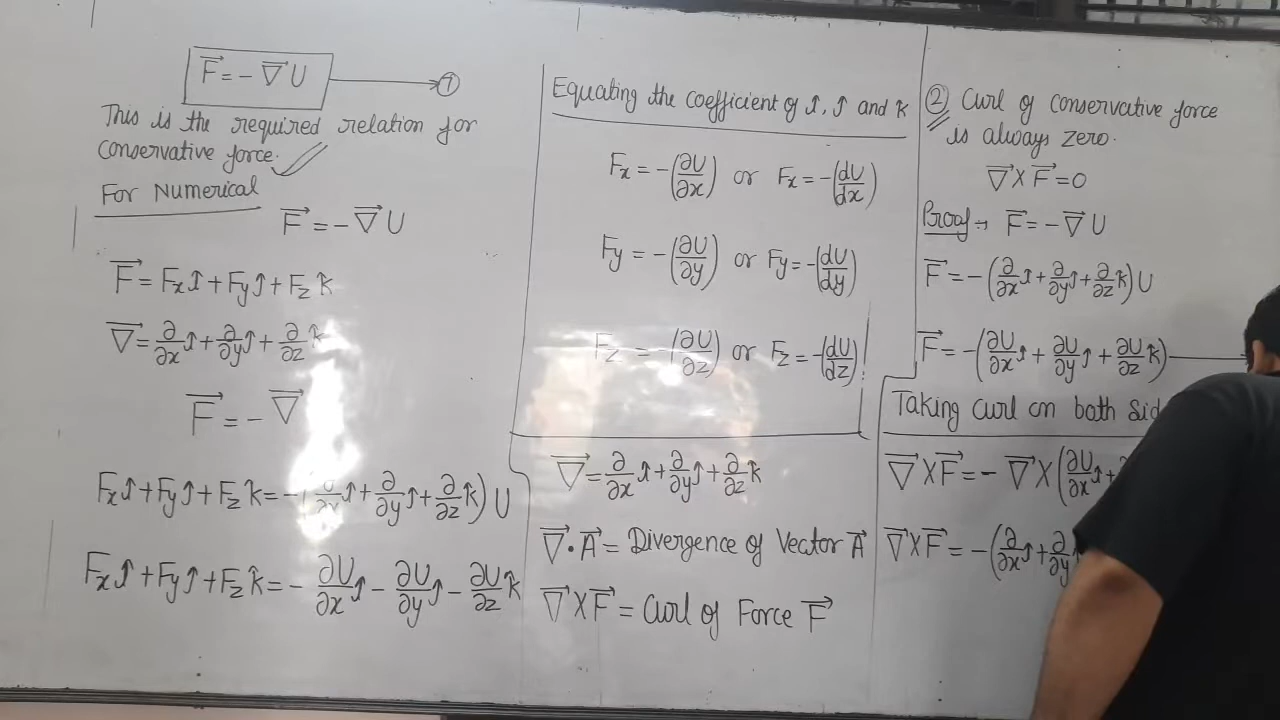 F⃗ = - ∇⃗ U → ⑦
This is the required relation for
Conservative force.
For Numerical
F⃗ = - ∇⃗ U
F⃗ = Fx î + Fy ĵ + Fz k̂
∇⃗ = ∂/∂x î + ∂/∂y ĵ + ∂/∂z k̂
F⃗ = - ∇⃗
Fx î + Fy ĵ + Fz k̂ = - ( î + ∂/∂y ĵ + ∂/∂z k̂) U
Fx î + Fy ĵ + Fz k̂ = - ∂U/∂x î - ∂U/∂y ĵ - ∂U/∂z k̂
Equating the coefficient of î, ĵ and k̂
Fx = -(∂U/∂x) or Fx = -(dU/dx)
Fy = -(∂U/∂y) or Fy = -(dU/dy)
Fz = -(∂U/∂z) or Fz = -(dU/dz)
∇⃗ = ∂/∂x î + ∂/∂y ĵ + ∂/∂z k̂
∇⃗ · A⃗ = Divergence of Vector A⃗
∇⃗ X F⃗ = Curl of Force F⃗
② Curl of conservative force
is always zero.
∇⃗ X F⃗ = 0
Proof → F⃗ = - ∇⃗ U
F⃗ = - (∂/∂x î + ∂/∂y ĵ + ∂/∂z k̂) U
F⃗ = - (∂U/∂x î + ∂U/∂y ĵ + ∂U/∂z k̂)
Taking curl on both Sid
∇⃗ X F⃗ = - ∇⃗ X (∂U/∂x î +
∇⃗ X F⃗ = - (∂/∂x î + ∂/∂y